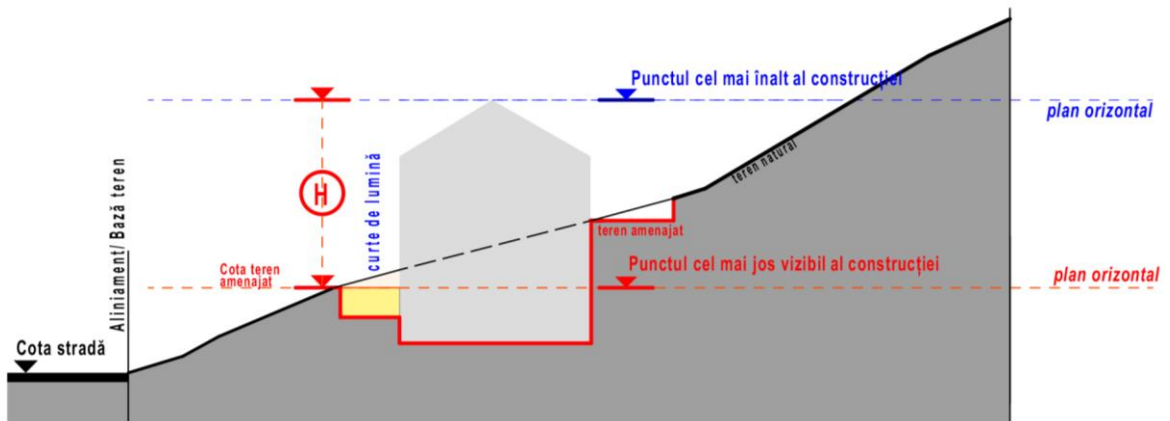 Punctul cel mai înalt al construcției
plan orizontal
teren natural
Aliniament/ Bază teren
H
curte de lumină
teren amenajat
Cota teren
amenajat
Punctul cel mai jos vizibil al construcției
plan orizontal
Cota stradă